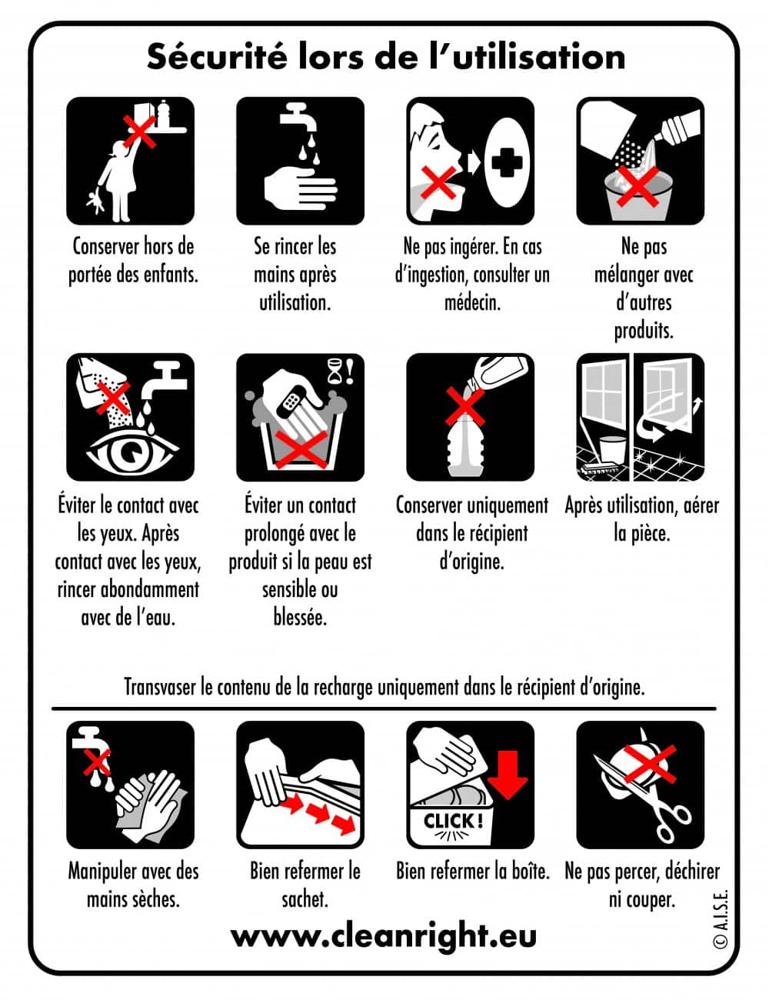 Sécurité lors de l'utilisation
Conserver hors de
portée des enfants.
Se rincer les
mains après
utilisation.
Ne pas ingérer. En cas
d'ingestion, consulter un
médecin.
Ne pas
mélanger avec
d'autres
produits.
Éviter le contact avec
les yeux. Après
contact avec les yeux,
rincer abondamment
avec de l'eau.
Éviter un contact
prolongé avec le
produit si la peau est
sensible ou
blessée.
Conserver uniquement
dans le récipient
d'origine.
Après utilisation, aérer
la pièce.
Transvaser le contenu de la recharge uniquement dans le récipient d'origine.
Manipuler avec des
mains sèches.
Bien refermer le
sachet.
CLICK!
Bien refermer la boîte.
Ne pas percer, déchirer
ni couper.
© A.I.S.E.
www.cleanright.eu